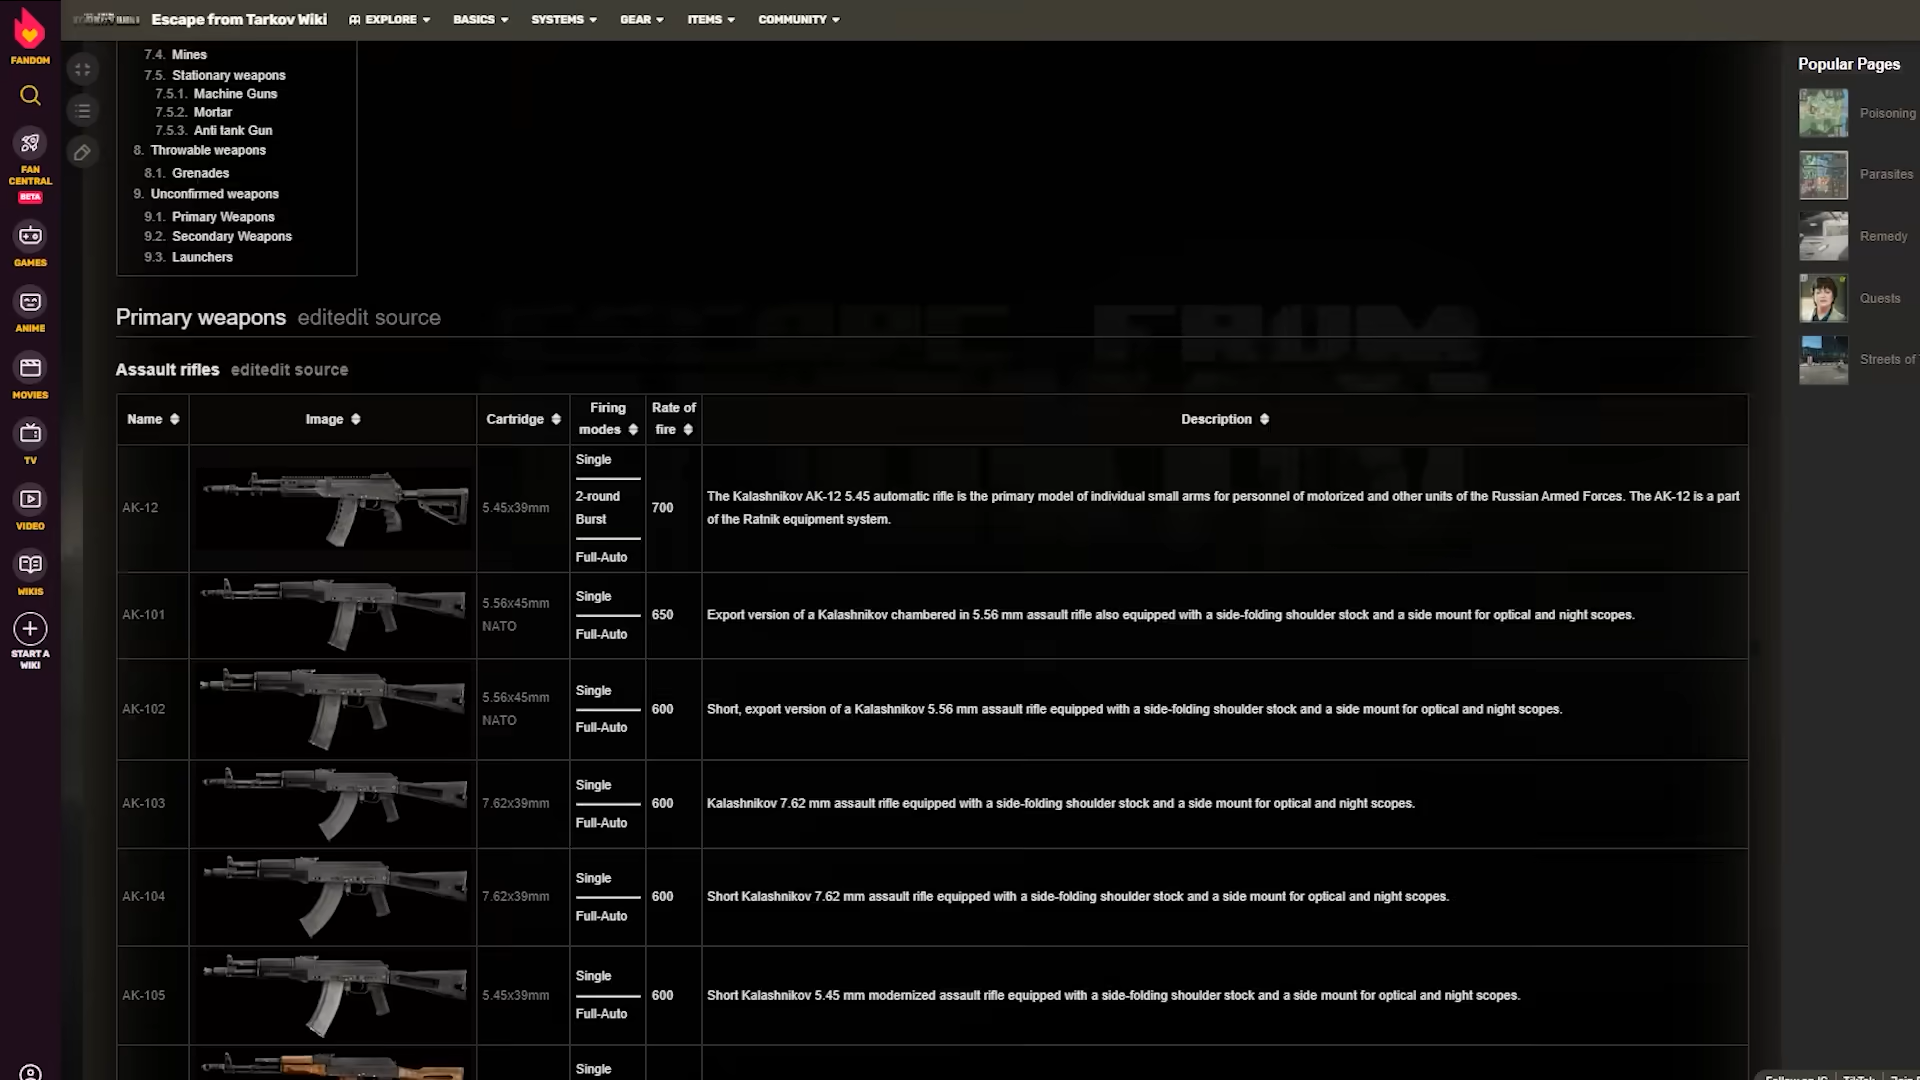 FANDOM
FAN
CENTRAL
BETA
GAMES
ANIME
MOVIES
TV
VIDEO
WIKIS
START A
WIKI
Escape from Tarkov Wiki
EXPLORE
BASICS
SYSTEMS
GEAR
ITEMS
COMMUNITY
7.4. Mines
7.5. Stationary weapons
7.5.1. Machine Guns
7.5.2. Mortar
7.5.3. Anti tank Gun
8. Throwable weapons
8.1. Grenades
9. Unconfirmed weapons
9.1. Primary Weapons
9.2. Secondary Weapons
9.3. Launchers
Primary weapons editedit source
Assault rifles editedit source
Name
Image
Cartridge
Firing
modes
Rate of
fire
Description
AK-12
5.45x39mm
Single
2-round
Burst
Full-Auto
700
The Kalashnikov AK-12 5.45 automatic rifle is the primary model of individual small arms for personnel of motorized and other units of the Russian Armed Forces. The AK-12 is a part
of the Ratnik equipment system.
AK-101
5.56x45mm
NATO
Single
Full-Auto
650
Export version of a Kalashnikov chambered in 5.56 mm assault rifle also equipped with a side-folding shoulder stock and a side mount for optical and night scopes.
AK-102
5.56x45mm
NATO
Single
Full-Auto
600
Short, export version of a Kalashnikov 5.56 mm assault rifle equipped with a side-folding shoulder stock and a side mount for optical and night scopes.
AK-103
7.62x39mm
Single
Full-Auto
600
Kalashnikov 7.62 mm assault rifle equipped with a side-folding shoulder stock and a side mount for optical and night scopes.
AK-104
7.62x39mm
Single
Full-Auto
600
Short Kalashnikov 7.62 mm assault rifle equipped with a side-folding shoulder stock and a side mount for optical and night scopes.
AK-105
5.45x39mm
Single
Full-Auto
600
Short Kalashnikov 5.45 mm modernized assault rifle equipped with a side-folding shoulder stock and a side mount for optical and night scopes.
Single
Popular Pages
Poisoning
Parasites
Remedy
Quests
Streets of